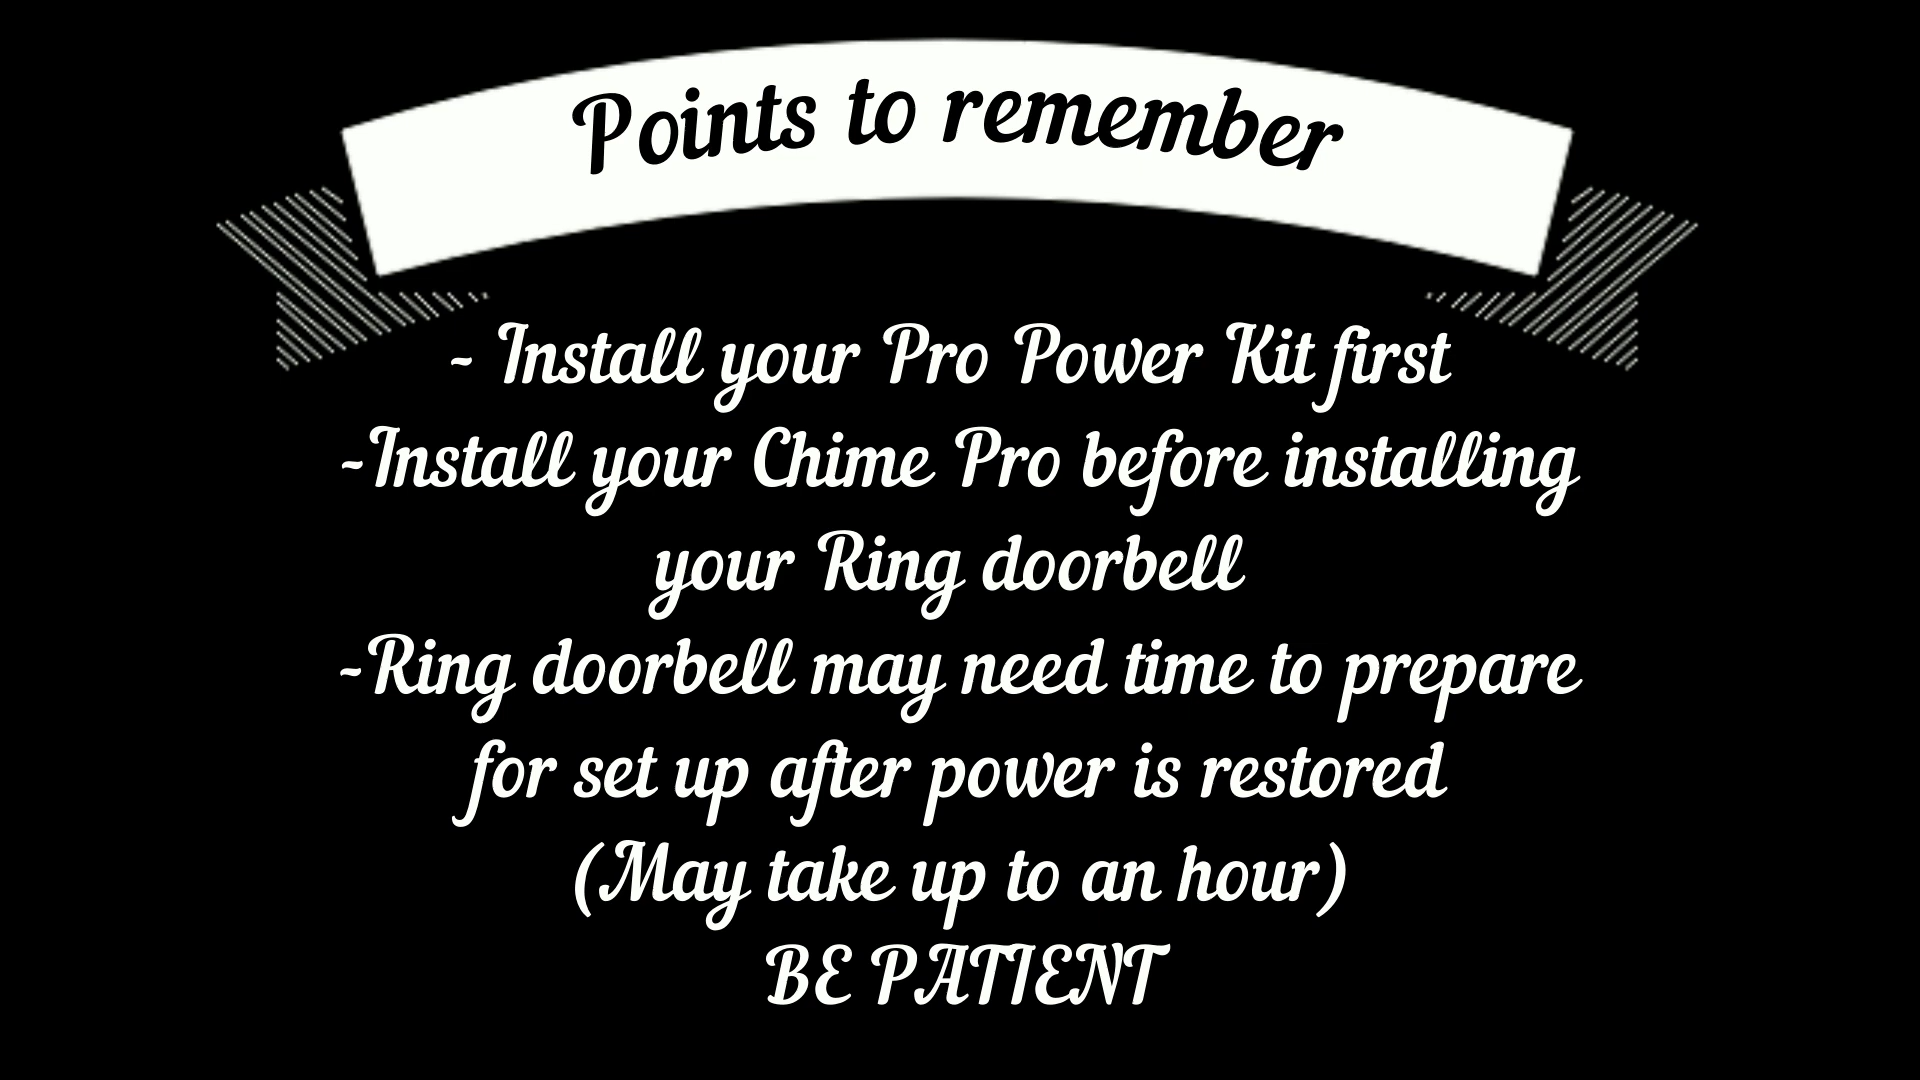 Points to remember
- Install your Pro Power Kit first
-Install your Chime Pro before installing
your Ring doorbell
-Ring doorbell may need time to prepare
for set up after power is restored
(May take up to an hour)
BE PATIENT